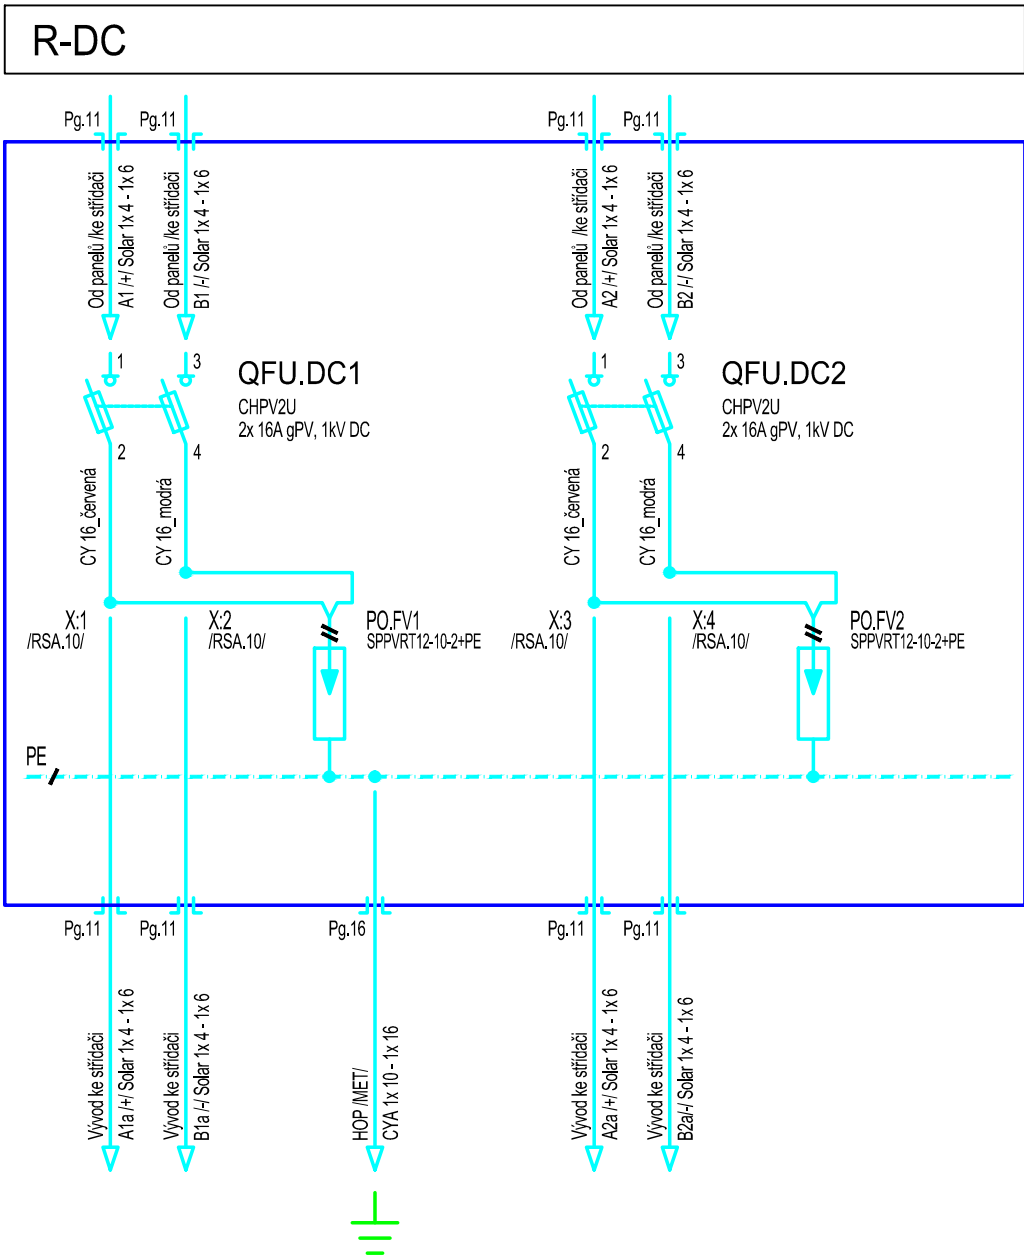 R-DC
Pg.11
Pg.11
Pg.11
Pg.11
Od panelů /ke střídači
A1 /+/ Solar 1x 4 - 1x 6
Od panelů /ke střídači
B1 /-/ Solar 1x 4 - 1x 6
Od panelů /ke střídači
A2 /+/ Solar 1x 4 - 1x 6
Od panelů /ke střídači
B2 /-/ Solar 1x 4 - 1x 6
1
3
QFU.DC1
CHPV2U
2x 16A gPV, 1kV DC
2
4
1
3
QFU.DC2
CHPV2U
2x 16A gPV, 1kV DC
2
4
CY 16_červená
CY 16_modrá
CY 16_červená
CY 16_modrá
X:1
/RSA.10/
X:2
/RSA.10/
PO.FV1
SPPVRT12-10-2+PE
X:3
/RSA.10/
X:4
/RSA.10/
PO.FV2
SPPVRT12-10-2+PE
PE
Pg.11
Pg.11
Pg.16
Pg.11
Pg.11
Vývod ke střídači
A1a /+/ Solar 1x 4 - 1x 6
Vývod ke střídači
B1a /-/ Solar 1x 4 - 1x 6
HOP /MET/
CYA 1x 10 - 1x 16
Vývod ke střídači
A2a /+/ Solar 1x 4 - 1x 6
Vývod ke střídači
B2a/-/ Solar 1x 4 - 1x 6